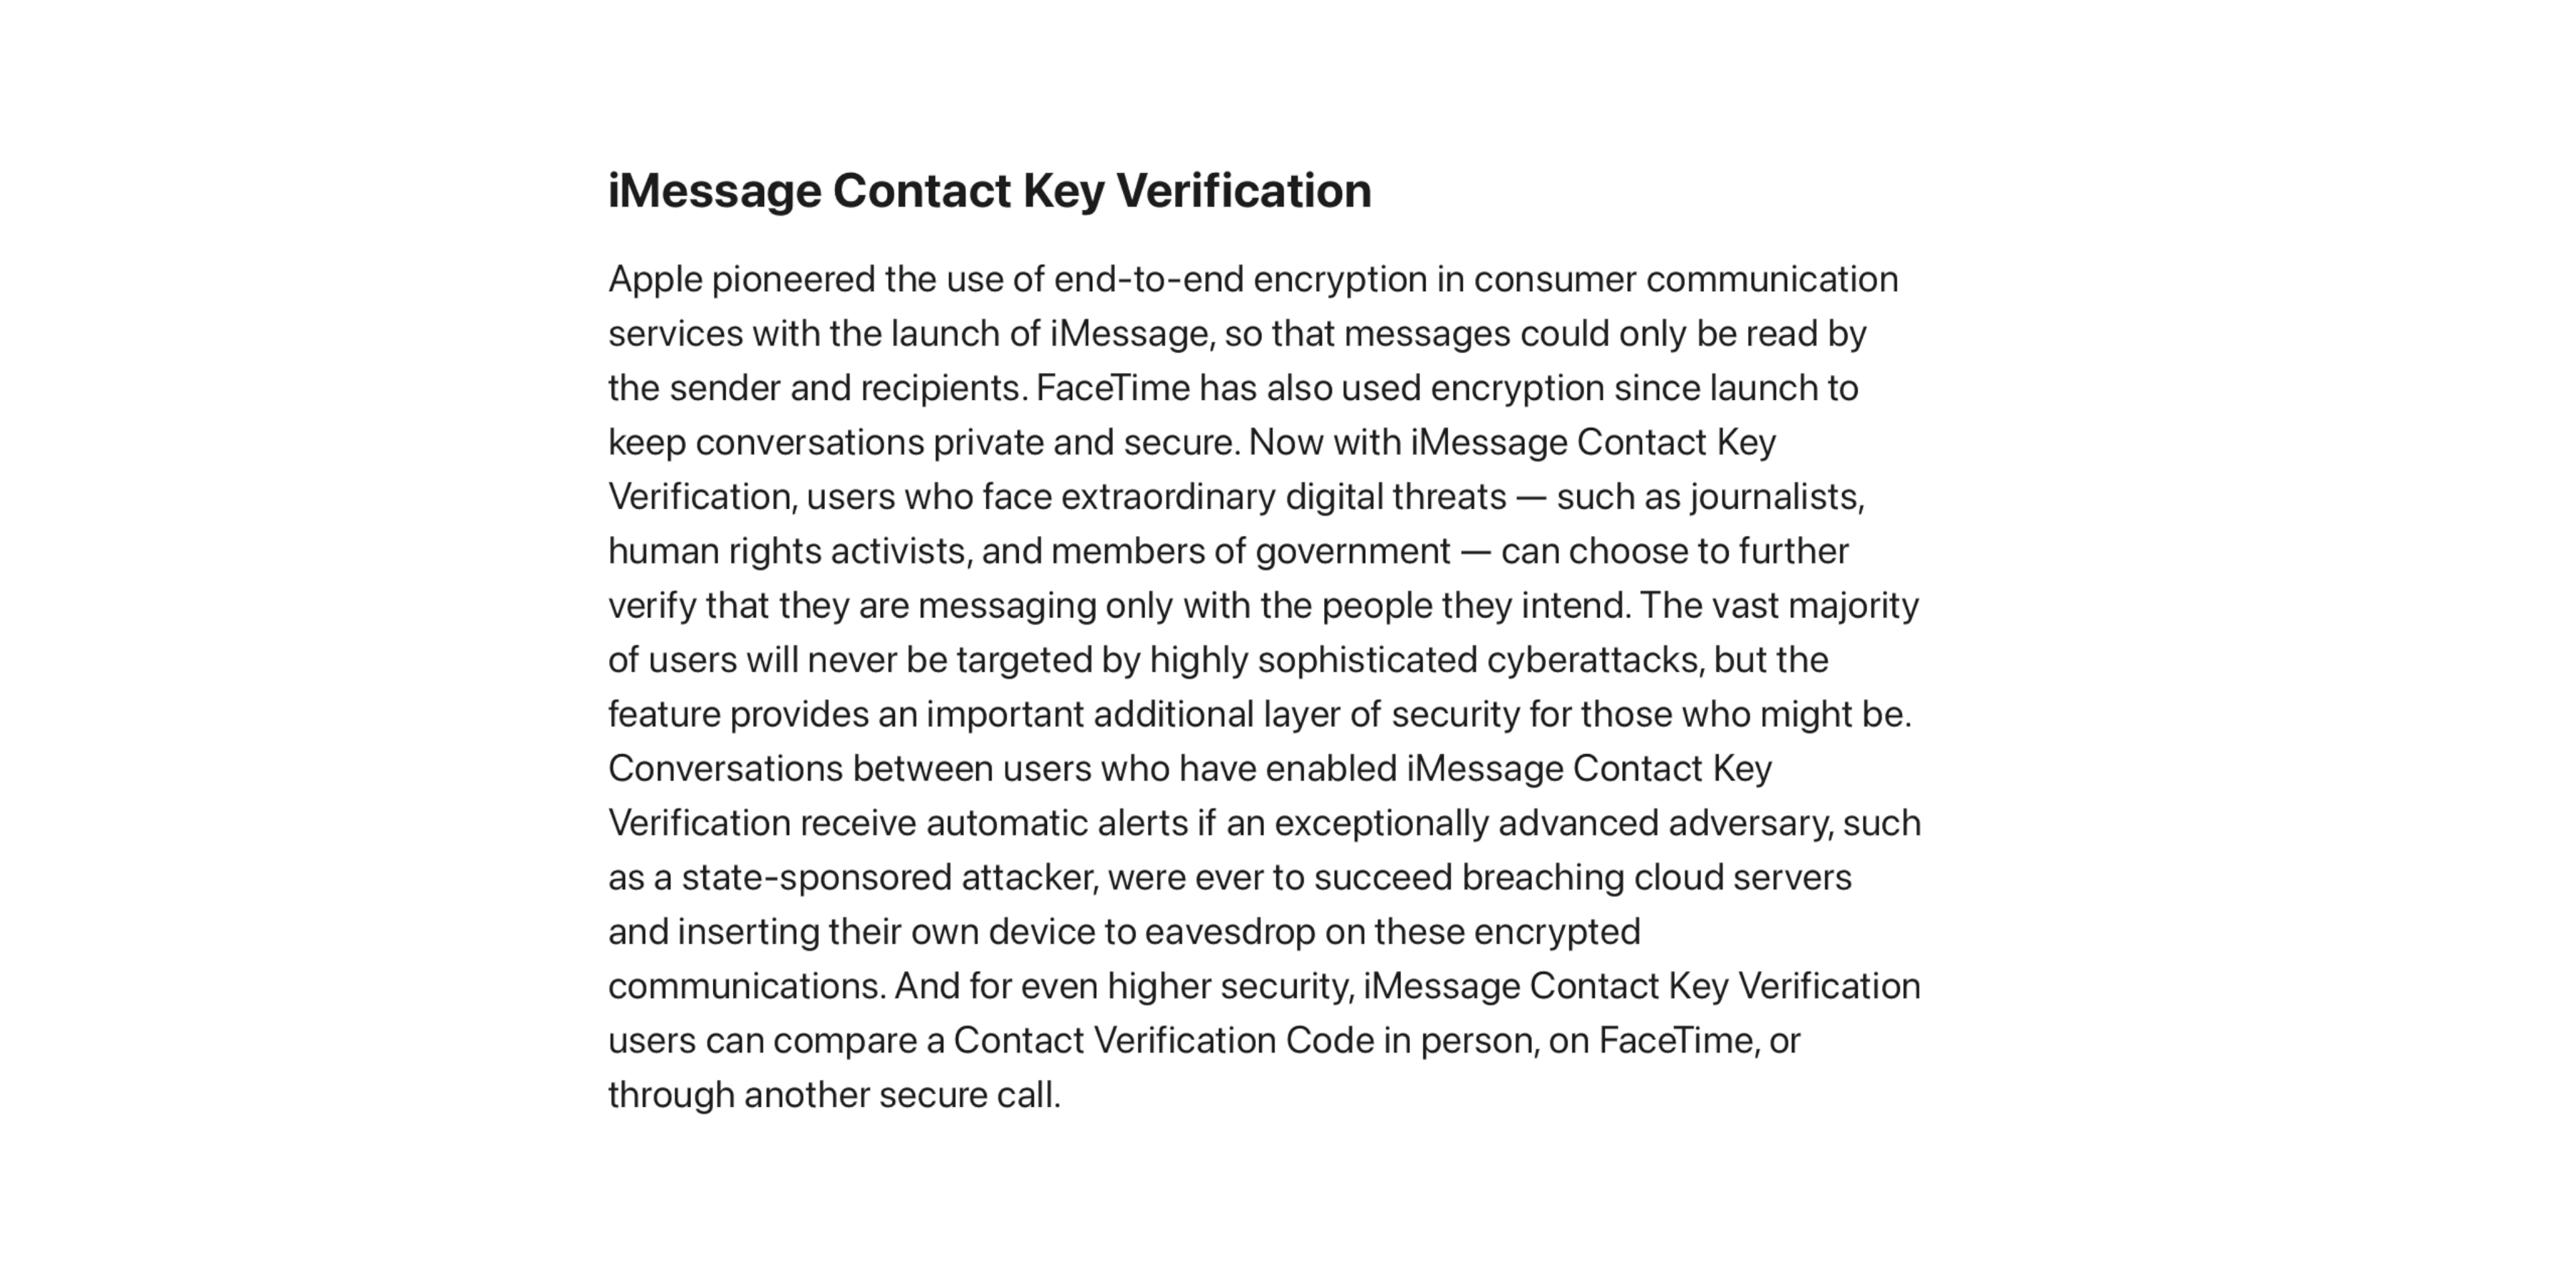 iMessage Contact Key Verification
Apple pioneered the use of end-to-end encryption in consumer communication
services with the launch of iMessage, so that messages could only be read by
the sender and recipients. FaceTime has also used encryption since launch to
keep conversations private and secure. Now with iMessage Contact Key
Verification, users who face extraordinary digital threats — such as journalists,
human rights activists, and members of government — can choose to further
verify that they are messaging only with the people they intend. The vast majority
of users will never be targeted by highly sophisticated cyberattacks, but the
feature provides an important additional layer of security for those who might be.
Conversations between users who have enabled iMessage Contact Key
Verification receive automatic alerts if an exceptionally advanced adversary, such
as a state-sponsored attacker, were ever to succeed breaching cloud servers
and inserting their own device to eavesdrop on these encrypted
communications. And for even higher security, iMessage Contact Key Verification
users can compare a Contact Verification Code in person, on FaceTime, or
through another secure call.